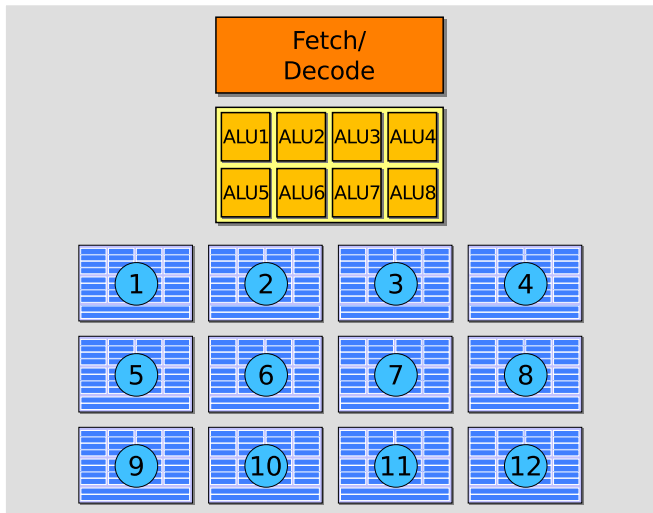 Fetch/
Decode
ALU1 ALU2 ALU3 ALU4
ALU5 ALU6 ALU7 ALU8
1 2 3 4
5 6 7 8
9 10 11 12